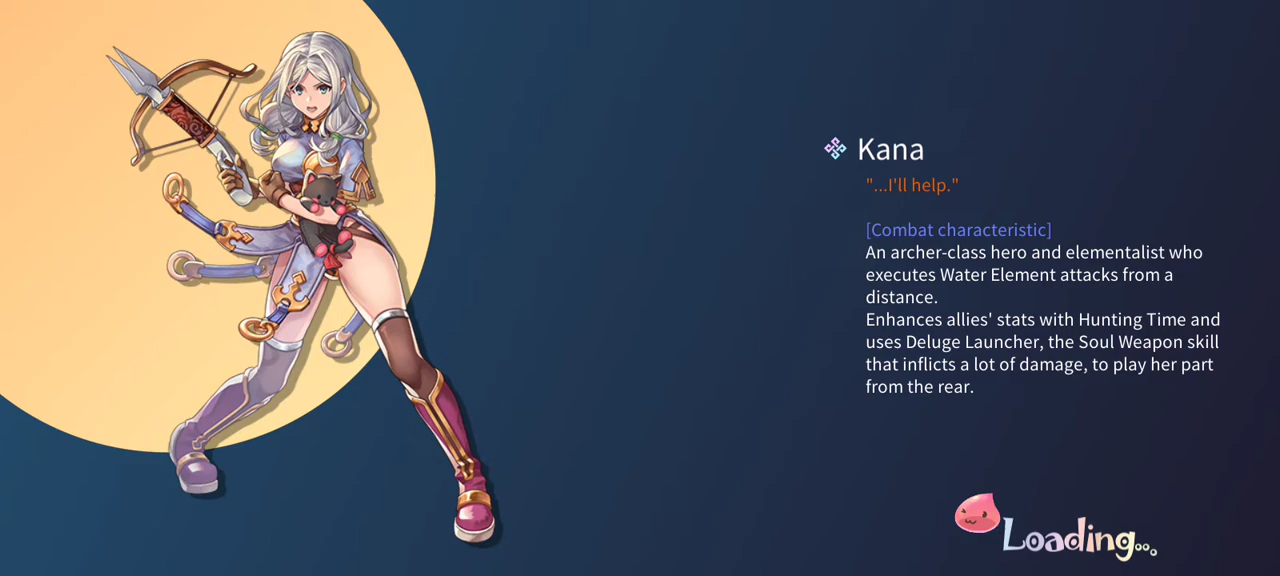 Kana
"...I'll help."
[Combat characteristic]
An archer-class hero and elementalist who
executes Water Element attacks from a
distance.
Enhances allies' stats with Hunting Time and
uses Deluge Launcher, the Soul Weapon skill
that inflicts a lot of damage, to play her part
from the rear.
Loading...